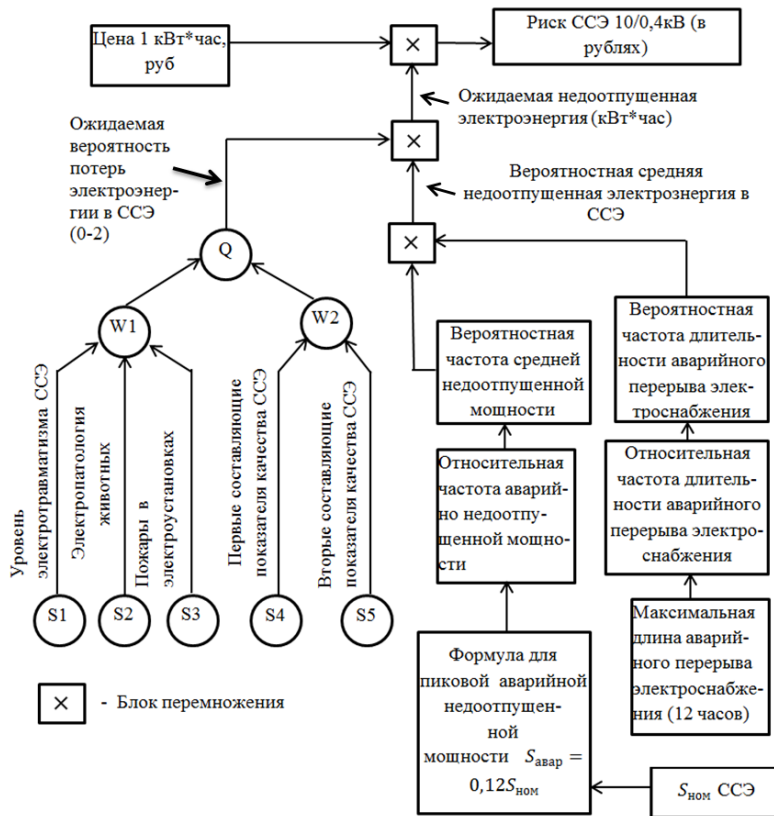 Цена 1 кВт*час,
руб
×
Риск ССЭ 10/0,4кВ (в
рублях)
Ожидаемая недоотпущенная
электроэнергия (кВт*час)
Ожидаемая
вероятность
потерь
электроэнер-
гии в ССЭ
(0-2)
×
Вероятностная средняя
недоотпущенная электрознергия в
ССЭ
×
Q
W1
W2
Уровень
электротравматизма ССЭ
Электропатология
животных
Пожары в
электроустановках
Первые составляющие
показателя качества ССЭ
Вторые составляющие
показателя качества ССЭ
S1
S2
S3
S4
S5
Вероятностная
частота средней
недоотпущенной
мощности
Вероятностная
частота длитель-
ности аварийного
перерыва элек-
троснабжения
Относительная
частота аварий-
но недоотпу-
щенной мощно-
сти
Относительная
частота длитель-
ности аварийного
перерыва электро-
снабжения
Формула для
пиковой аварийной
недоотпущен-
ной
мощности Sавар =
0,12Sном
Максимальная
длина аварий-
ного перерыва
электроснабже-
ния (12 часов)
Sном ССЭ
× - Блок перемножения